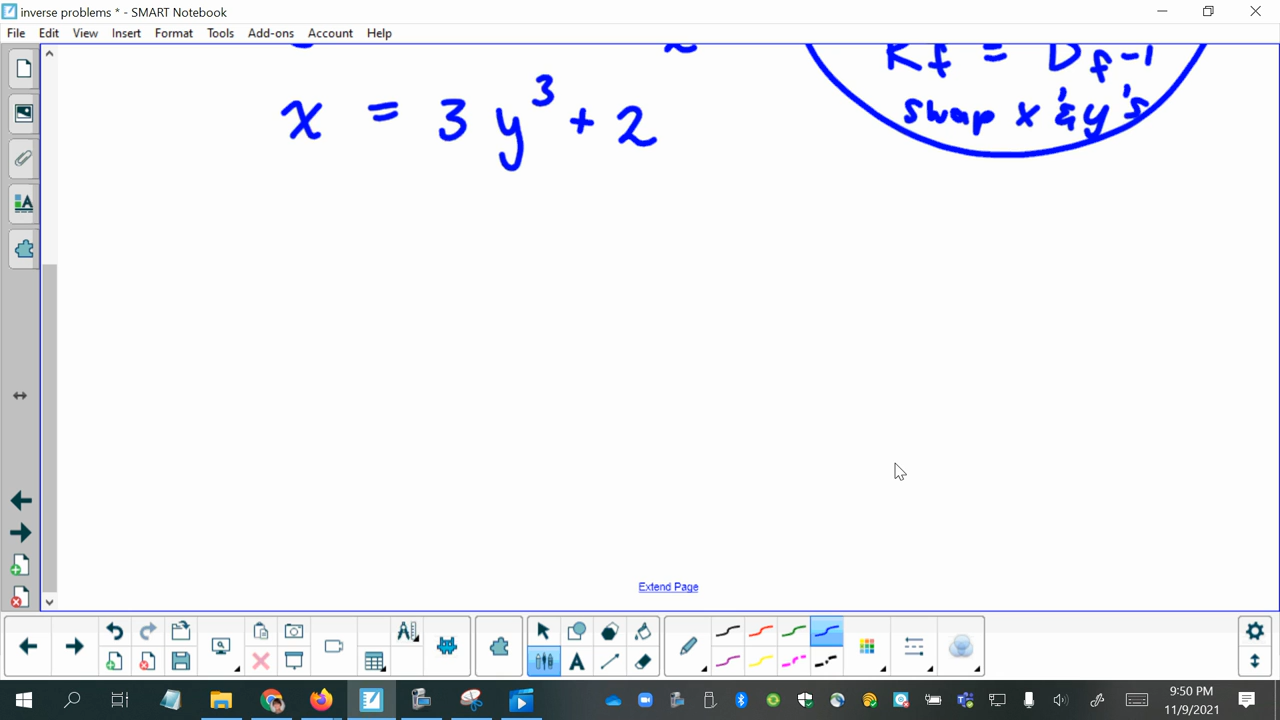 inverse problems * - SMART Notebook
File Edit View Insert Format Tools Add-ons Account Help
Rf = Df-1
swap x's & y's
x = 3y³ + 2
Extend Page
9:50 PM
11/9/2021